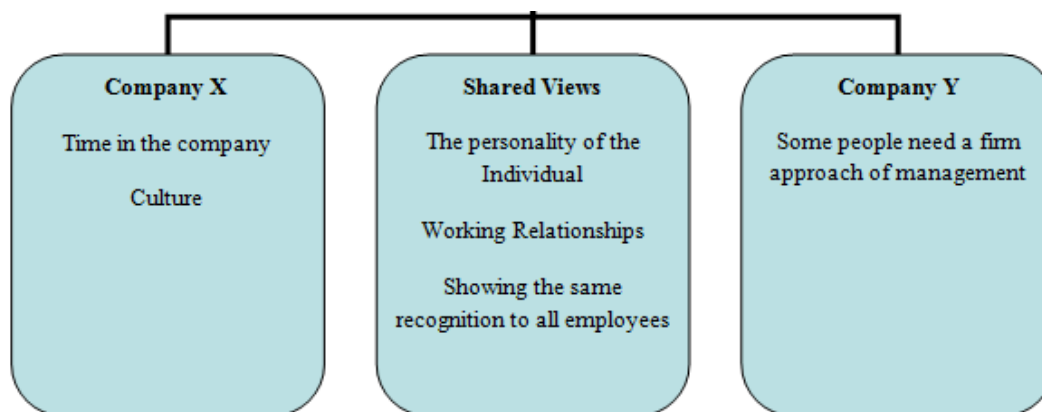 Company X
Time in the company
Culture
Shared Views
The personality of the
Individual
Working Relationships
Showing the same
recognition to all employees
Company Y
Some people need a firm
approach of management